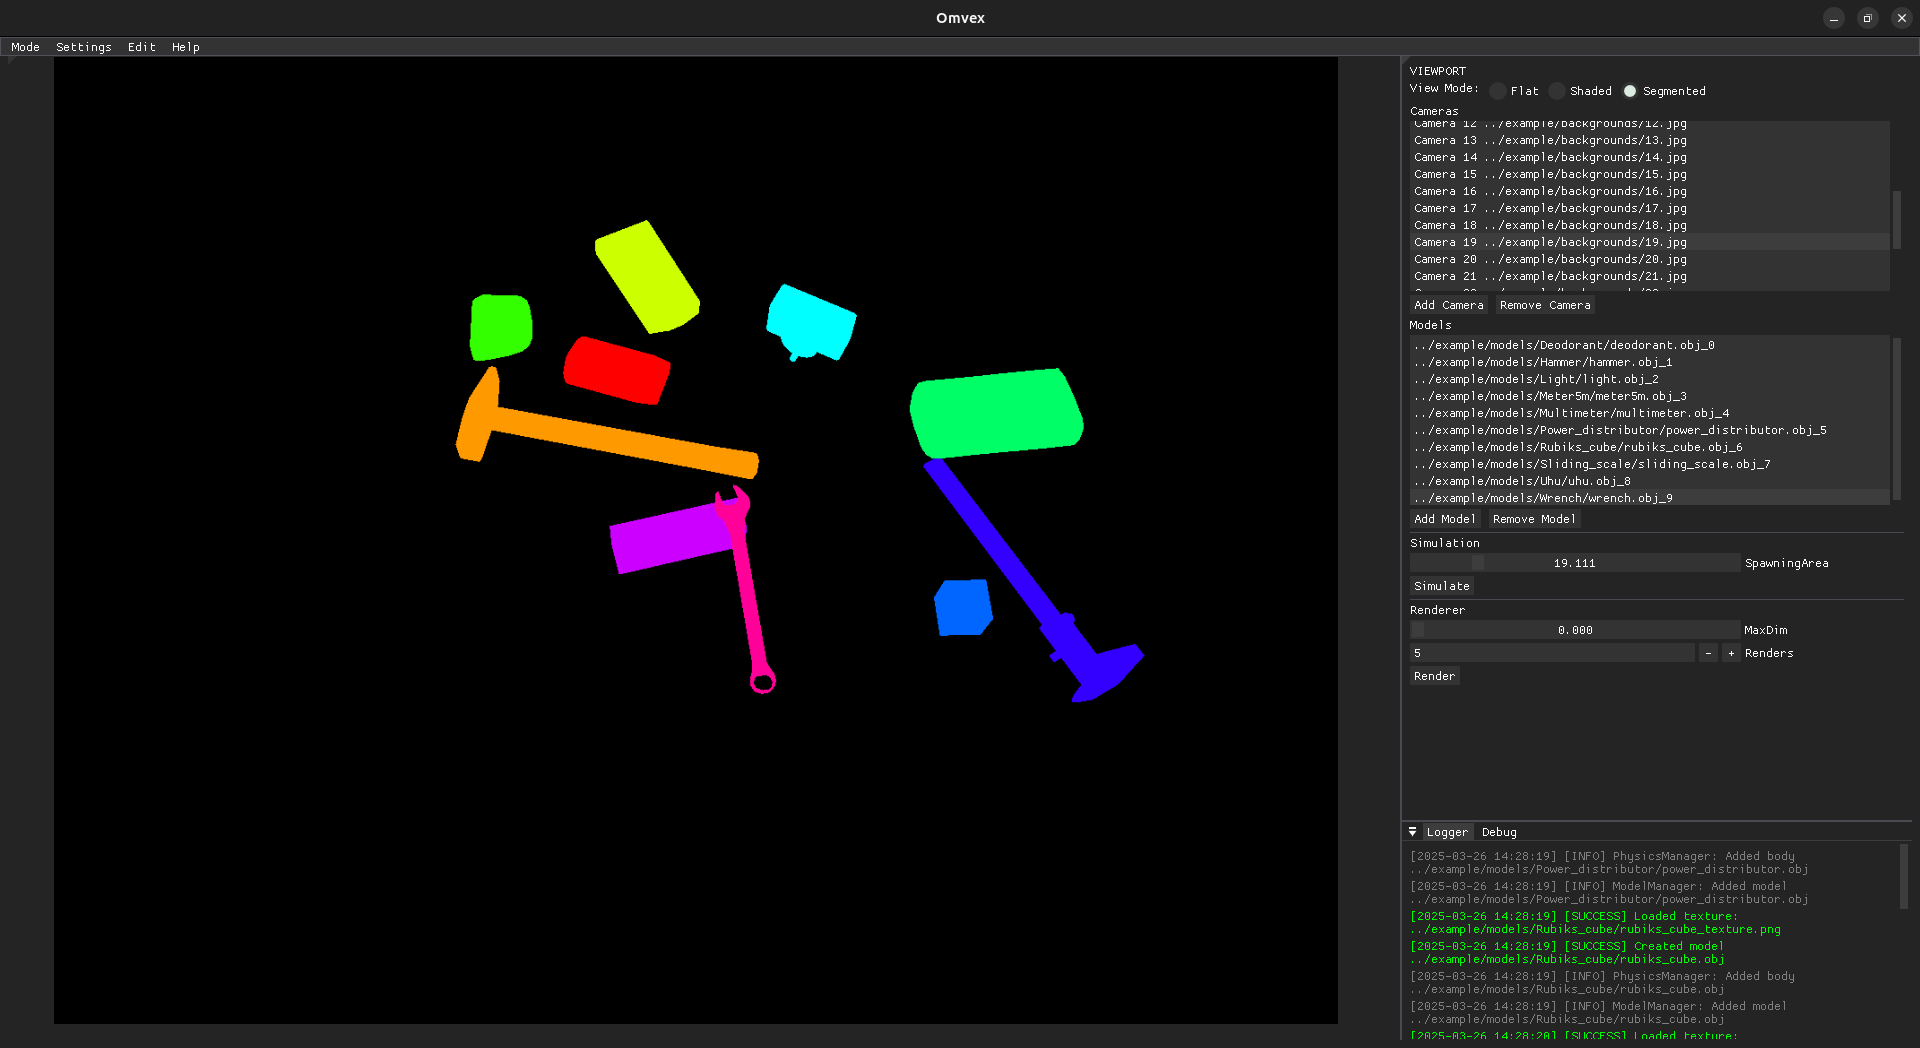 Omvex
Mode Settings Edit Help
VIEWPORT
View Mode: Flat Shaded Segmented
Cameras
Camera 12 ../example/backgrounds/12.jpg
Camera 13 ../example/backgrounds/13.jpg
Camera 14 ../example/backgrounds/14.jpg
Camera 15 ../example/backgrounds/15.jpg
Camera 16 ../example/backgrounds/16.jpg
Camera 17 ../example/backgrounds/17.jpg
Camera 18 ../example/backgrounds/18.jpg
Camera 19 ../example/backgrounds/19.jpg
Camera 20 ../example/backgrounds/20.jpg
Camera 21 ../example/backgrounds/21.jpg
Add Camera Remove Camera
Models
../example/models/Deodorant/deodorant.obj_0
../example/models/Hammer/hammer.obj_1
../example/models/Light/light.obj_2
../example/models/Meter5m/meter5m.obj_3
../example/models/Multimeter/multimeter.obj_4
../example/models/Power_distributor/power_distributor.obj_5
../example/models/Rubiks_cube/rubiks_cube.obj_6
../example/models/Sliding_scale/sliding_scale.obj_7
../example/models/Uhu/uhu.obj_8
../example/models/Wrench/wrench.obj_9
Add Model Remove Model
Simulation
19.111 SpawningArea
Simulate
Renderer
0.000 MaxDim
5 - + Renders
Render
Logger Debug
[2025-03-26 14:28:19] [INFO] PhysicsManager: Added body
../example/models/Power_distributor/power_distributor.obj
[2025-03-26 14:28:19] [INFO] ModelManager: Added model
../example/models/Power_distributor/power_distributor.obj
[2025-03-26 14:28:19] [SUCCESS] Loaded texture:
../example/models/Rubiks_cube/rubiks_cube_texture.png
[2025-03-26 14:28:19] [SUCCESS] Created model
../example/models/Rubiks_cube/rubiks_cube.obj
[2025-03-26 14:28:19] [INFO] PhysicsManager: Added body
../example/models/Rubiks_cube/rubiks_cube.obj
[2025-03-26 14:28:19] [INFO] ModelManager: Added model
../example/models/Rubiks_cube/rubiks_cube.obj
[2025-03-26 14:28:20] [SUCCESS] Loaded texture: